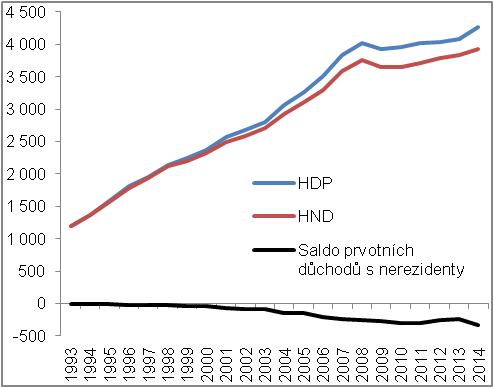 4 500
4 000
3 500
3 000
2 500
2 000
1 500
1 000
500
0
-500
HDP
HND
Saldo prvotních
důchodů s nerezidenty
1993 1994 1995 1996 1997 1998 1999 2000 2001 2002 2003 2004 2005 2006 2007 2008 2009 2010 2011 2012 2013 2014